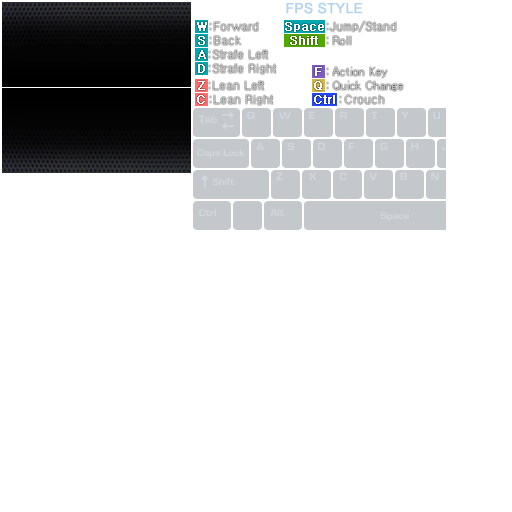 FPS STYLE
W:Forward Space:Jump/Stand
S:Back Shift: Roll
A:Strafe Left
D:Strafe Right F: Action Key
Z:Lean Left Q: Quick Change
C:Lean Right Ctrl:Crouch
Tab Q W E R T Y U
Caps Lock A S D F G H
Shift Z X C V B N
Ctrl Alt Space